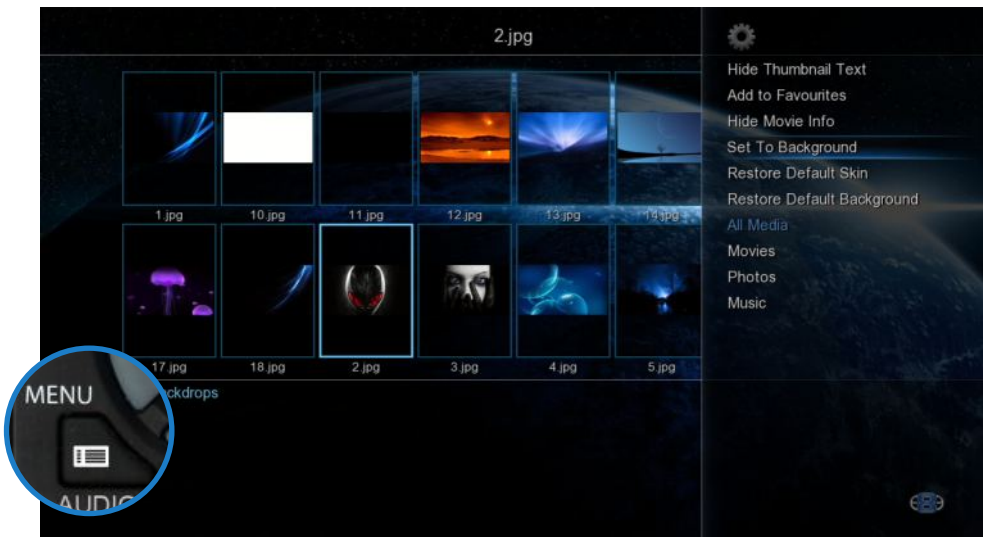 2.jpg
Hide Thumbnail Text
Add to Favourites
Hide Movie Info
Set To Background
Restore Default Skin
Restore Default Background
All Media
Movies
Photos
Music
1.jpg 10.jpg 11.jpg 12.jpg 13.jpg 14.jpg
17.jpg 18.jpg 2.jpg 3.jpg 4.jpg 5.jpg
ckdrops
MENU
AUDIO